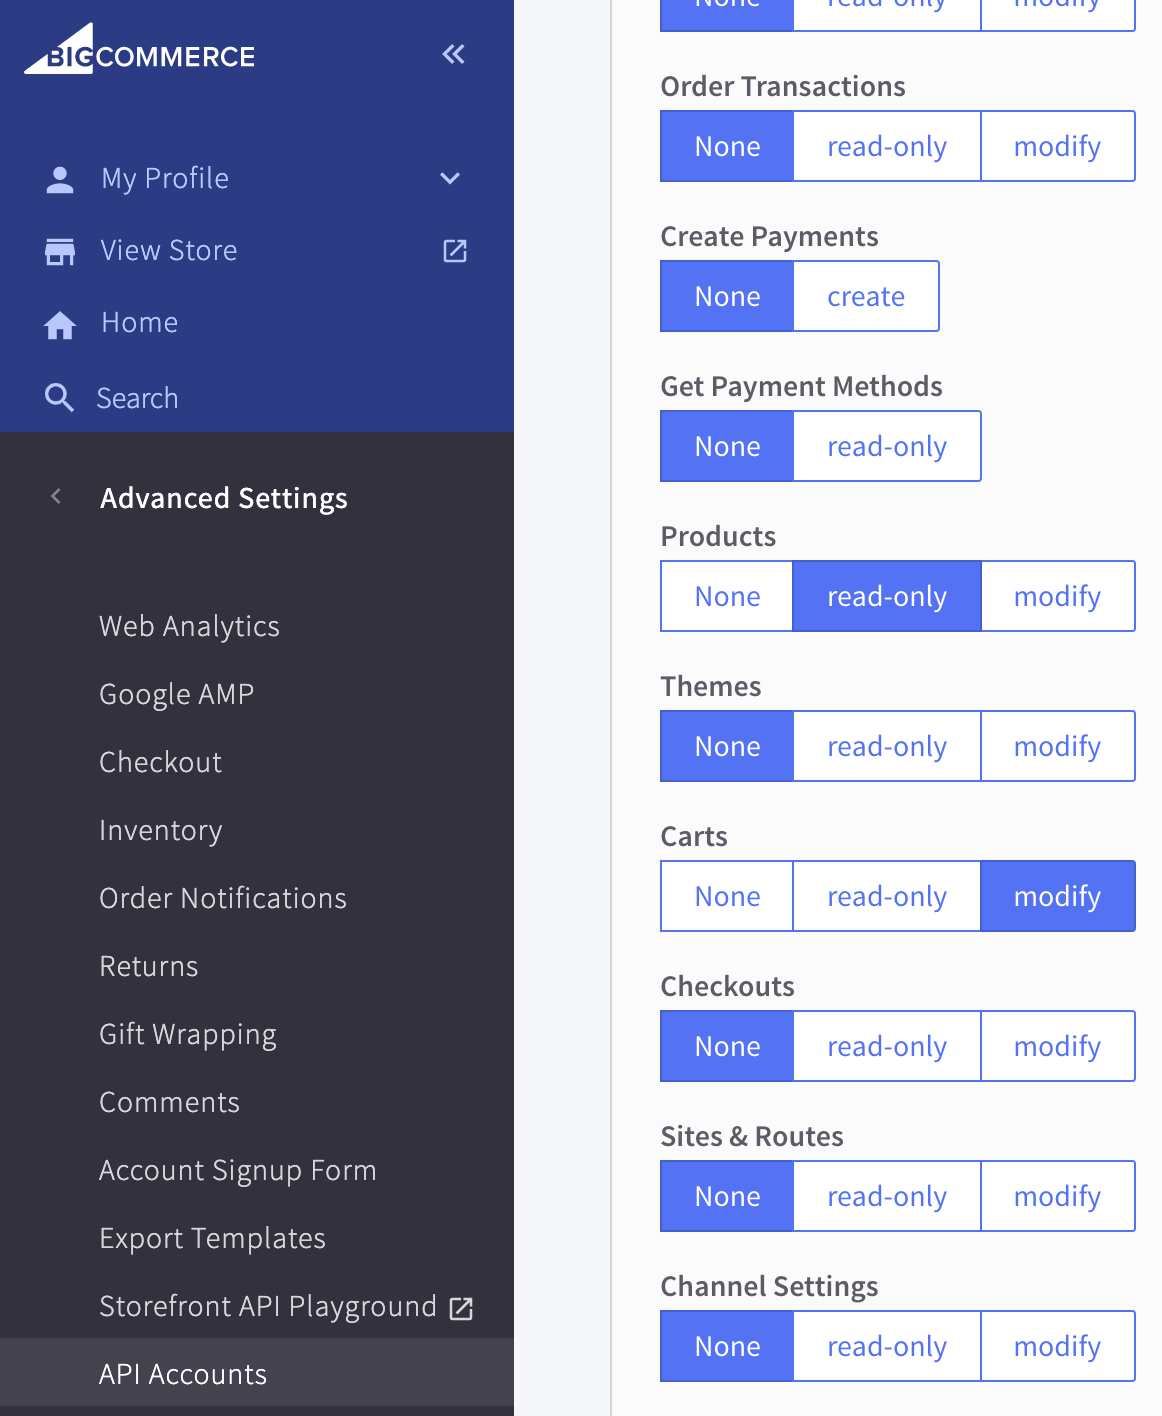 BIGCOMMERCE
My Profile
View Store
Home
Search
Advanced Settings
Web Analytics
Google AMP
Checkout
Inventory
Order Notifications
Returns
Gift Wrapping
Comments
Account Signup Form
Export Templates
Storefront API Playground
API Accounts
None read-only modify
Order Transactions
None read-only modify
Create Payments
None create
Get Payment Methods
None read-only
Products
None read-only modify
Themes
None read-only modify
Carts
None read-only modify
Checkouts
None read-only modify
Sites & Routes
None read-only modify
Channel Settings
None read-only modify